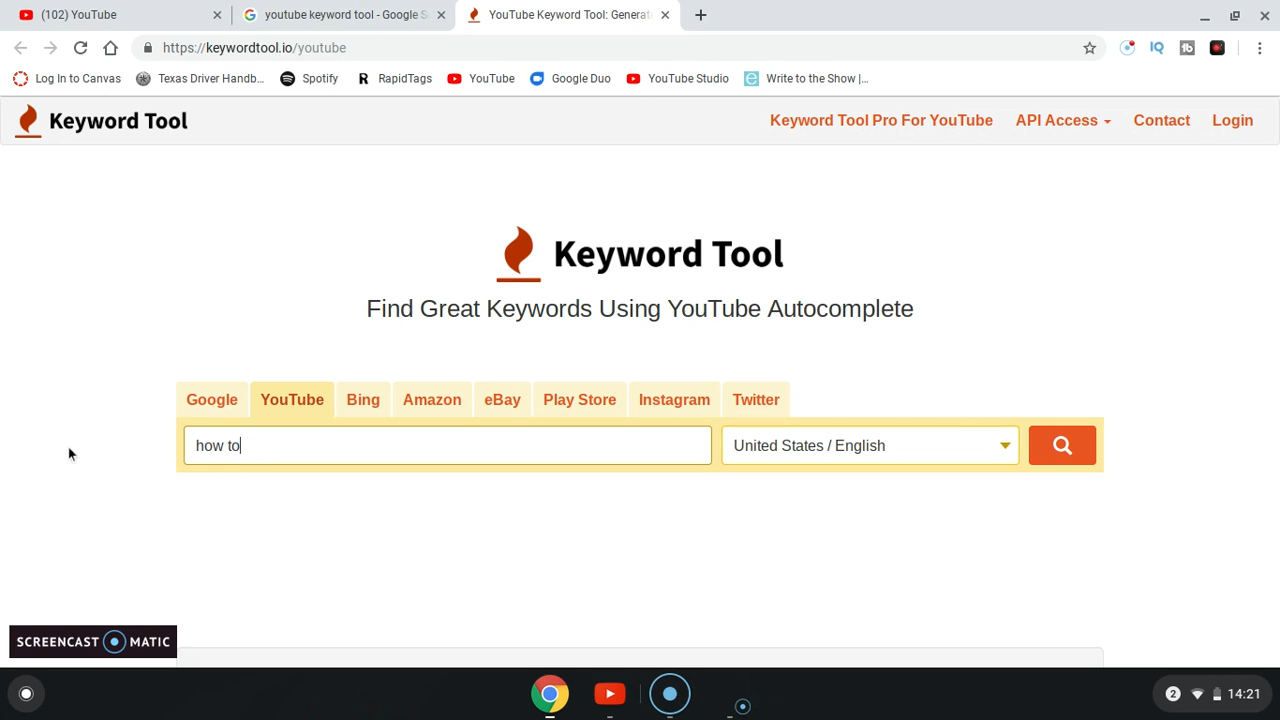 (102) YouTube
youtube keyword tool - Google S
YouTube Keyword Tool: Generat
https://keywordtool.io/youtube
IQ
tb
Log In to Canvas
Texas Driver Handb...
Spotify
R RapidTags
YouTube
Google Duo
YouTube Studio
Write to the Show |...
Keyword Tool
Keyword Tool Pro For YouTube
API Access
Contact
Login
Keyword Tool
Find Great Keywords Using YouTube Autocomplete
Google
YouTube
Bing
Amazon
eBay
Play Store
Instagram
Twitter
how to
United States / English
SCREENCAST MATIC
2
14:21